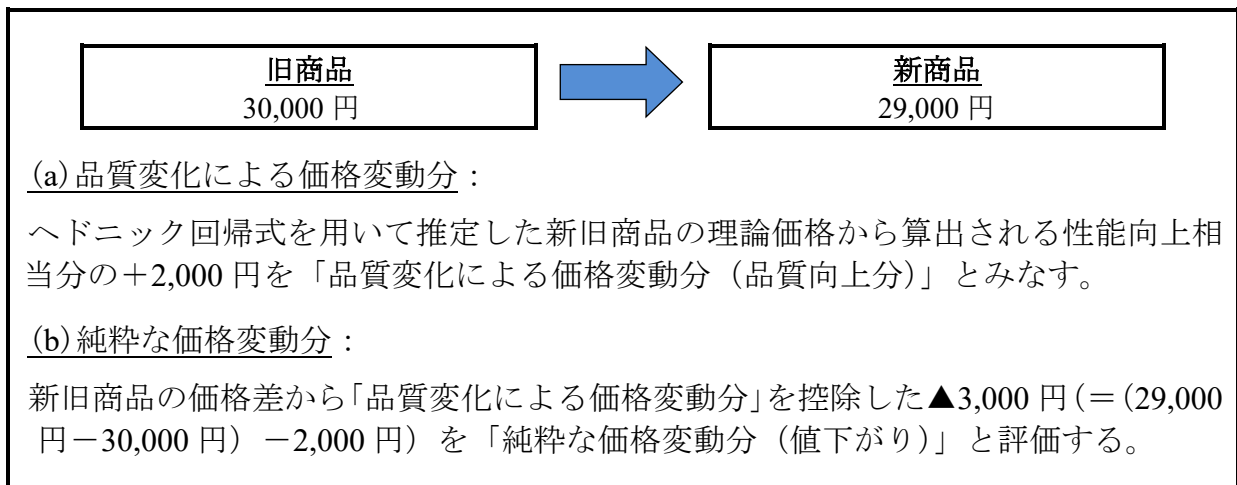 旧商品
30,000 円
新商品
29,000 円
(a)品質変化による価格変動分：
ヘドニック回帰式を用いて推定した新旧商品の理論価格から算出される性能向上相
当分の＋2,000 円を「品質変化による価格変動分（品質向上分）」とみなす。
(b)純粋な価格変動分：
新旧商品の価格差から「品質変化による価格変動分」を控除した▲3,000 円（＝（29,000
円－30,000 円）－2,000 円）を「純粋な価格変動分（値下がり）」と評価する。